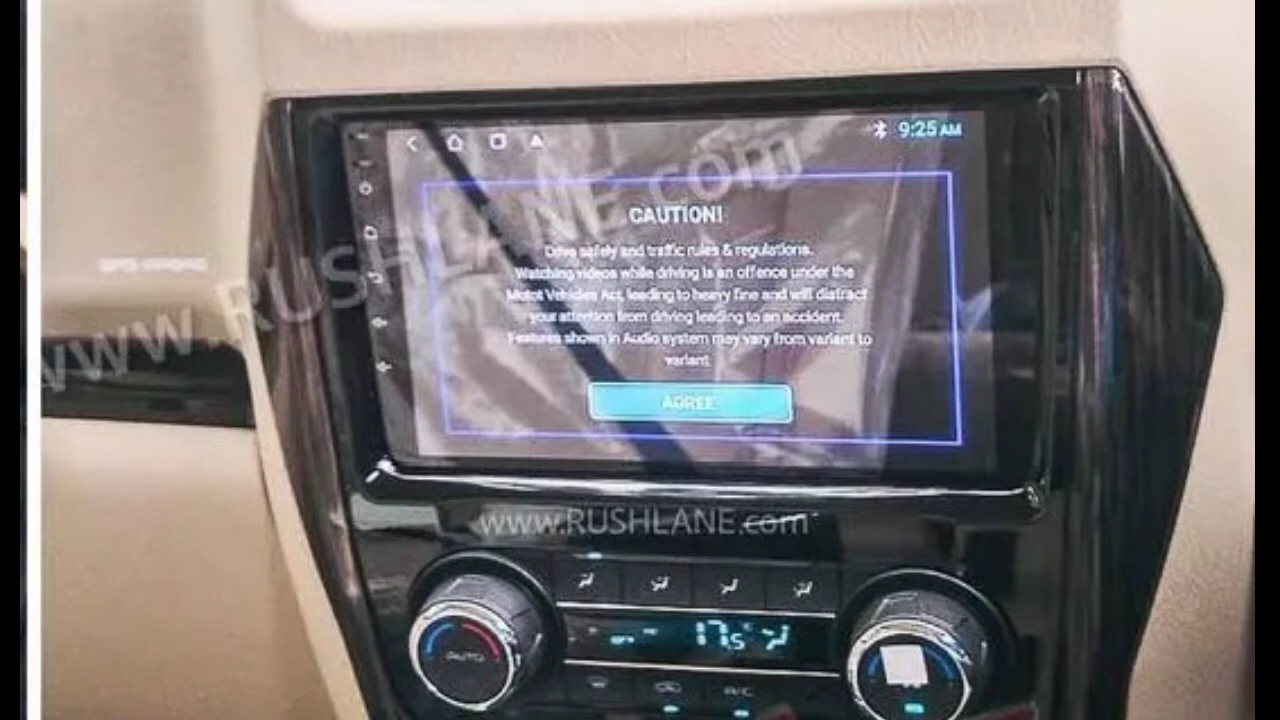 9:25 AM
CAUTION!
Drive safely and traffic rules & regulations.
Watching videos while driving is an offence under the
Motor Vehicles Act, leading to heavy fine and will distract
your attention from driving leading to an accident.
Features shown in Audio system may vary from variant to
variant
AGREE
www.RUSHLANE.com
www.RUSHLANE.com
AUTO
17.5°C
A/C